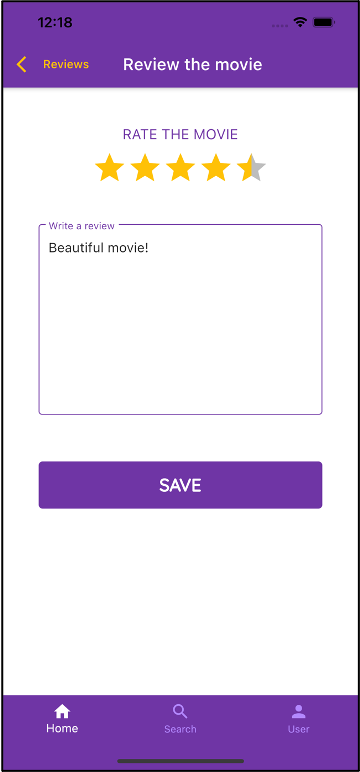 12:18
Reviews
Review the movie
RATE THE MOVIE
Write a review
Beautiful movie!
SAVE
Home
Search
User